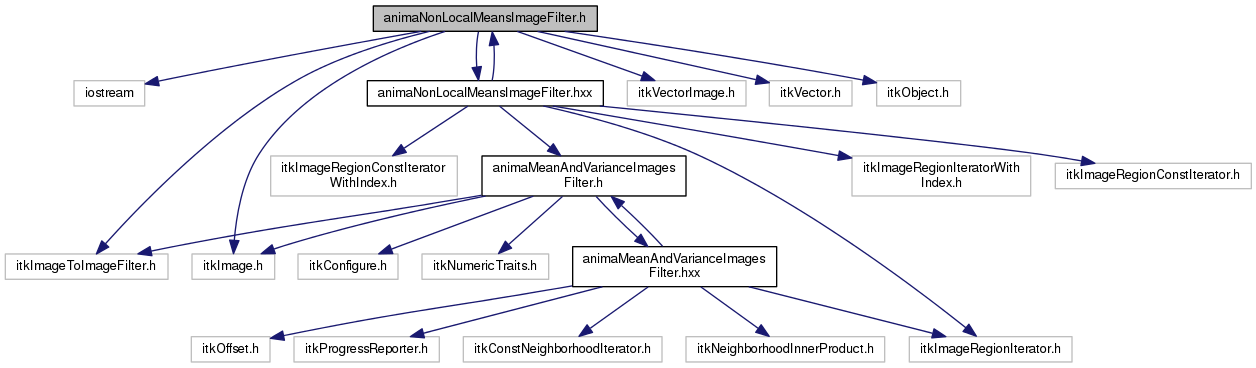 animaNonLocalMeansImageFilter.h
iostream
animaNonLocalMeansImageFilter.hxx
itkVectorImage.h
itkVector.h
itkObject.h
itkImageRegionConstIterator
WithIndex.h
animaMeanAndVarianceImages
Filter.h
itkImageRegionIteratorWith
Index.h
itkImageRegionConstIterator.h
itkImageToImageFilter.h
itkImage.h
itkConfigure.h
itkNumericTraits.h
animaMeanAndVarianceImages
Filter.hxx
itkOffset.h
itkProgressReporter.h
itkConstNeighborhoodIterator.h
itkNeighborhoodInnerProduct.h
itkImageRegionIterator.h